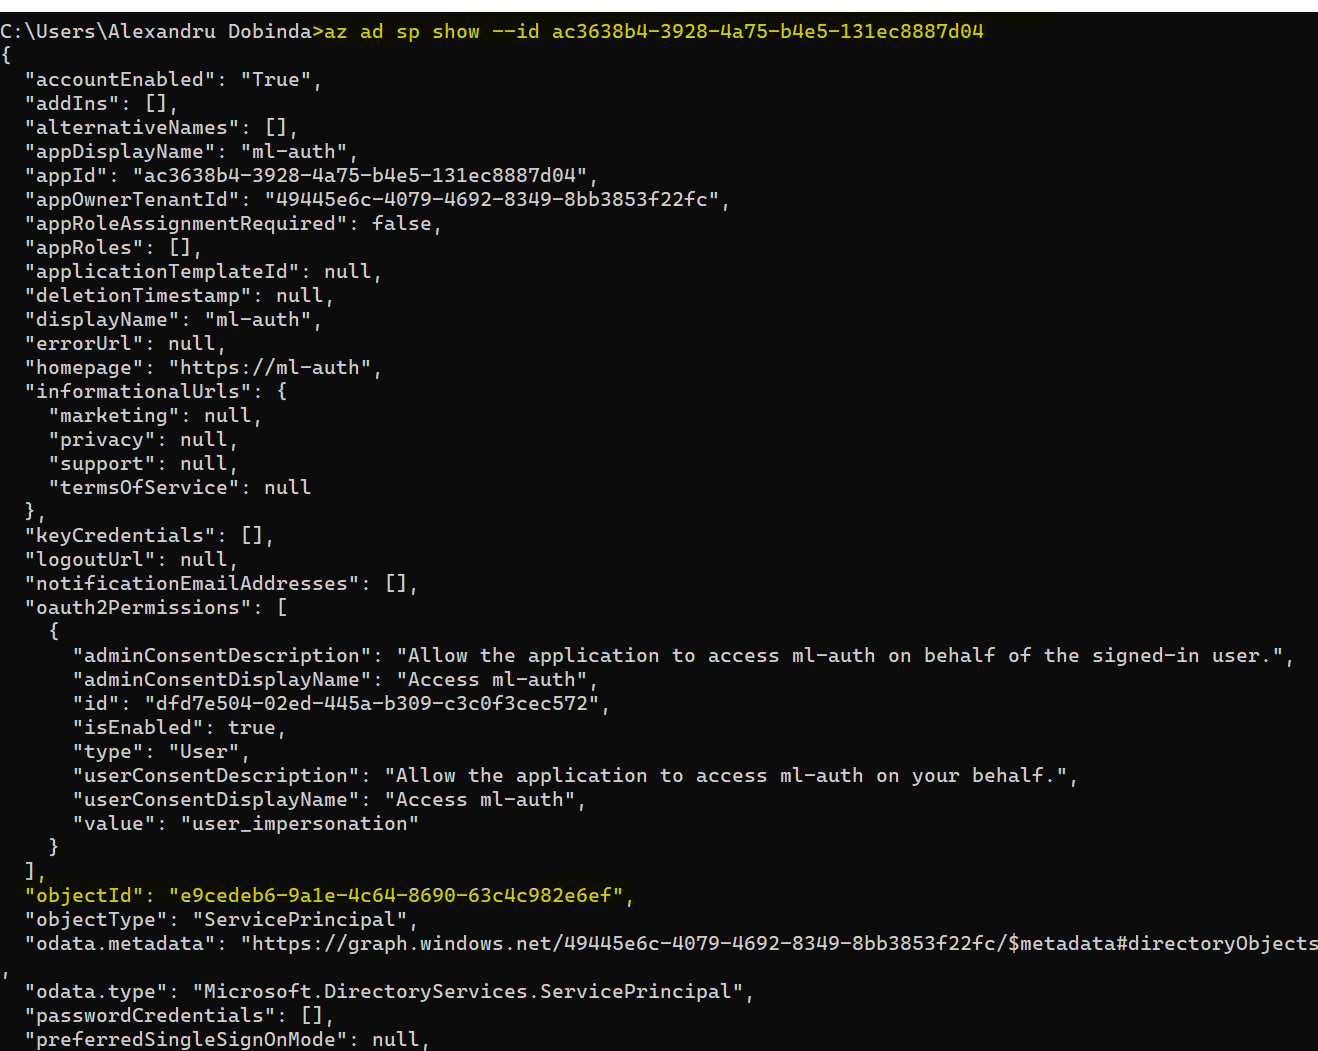 C:\Users\Alexandru Dobinda>az ad sp show --id ac3638b4-3928-4a75-b4e5-131ec8887d04
{
  "accountEnabled": "True",
  "addIns": [],
  "alternativeNames": [],
  "appDisplayName": "ml-auth",
  "appId": "ac3638b4-3928-4a75-b4e5-131ec8887d04",
  "appOwnerTenantId": "49445e6c-4079-4692-8349-8bb3853f22fc",
  "appRoleAssignmentRequired": false,
  "appRoles": [],
  "applicationTemplateId": null,
  "deletionTimestamp": null,
  "displayName": "ml-auth",
  "errorUrl": null,
  "homepage": "https://ml-auth",
  "informationalUrls": {
    "marketing": null,
    "privacy": null,
    "support": null,
    "termsOfService": null
  },
  "keyCredentials": [],
  "logoutUrl": null,
  "notificationEmailAddresses": [],
  "oauth2Permissions": [
    {
      "adminConsentDescription": "Allow the application to access ml-auth on behalf of the signed-in user.",
      "adminConsentDisplayName": "Access ml-auth",
      "id": "dfd7e504-02ed-445a-b309-c3c0f3cec572",
      "isEnabled": true,
      "type": "User",
      "userConsentDescription": "Allow the application to access ml-auth on your behalf.",
      "userConsentDisplayName": "Access ml-auth",
      "value": "user_impersonation"
    }
  ],
  "objectId": "e9cedeb6-9a1e-4c64-8690-63c4c982e6ef",
  "objectType": "ServicePrincipal",
  "odata.metadata": "https://graph.windows.net/49445e6c-4079-4692-8349-8bb3853f22fc/$metadata#directoryObjects
,
  "odata.type": "Microsoft.DirectoryServices.ServicePrincipal",
  "passwordCredentials": [],
  "preferredSingleSignOnMode": null,